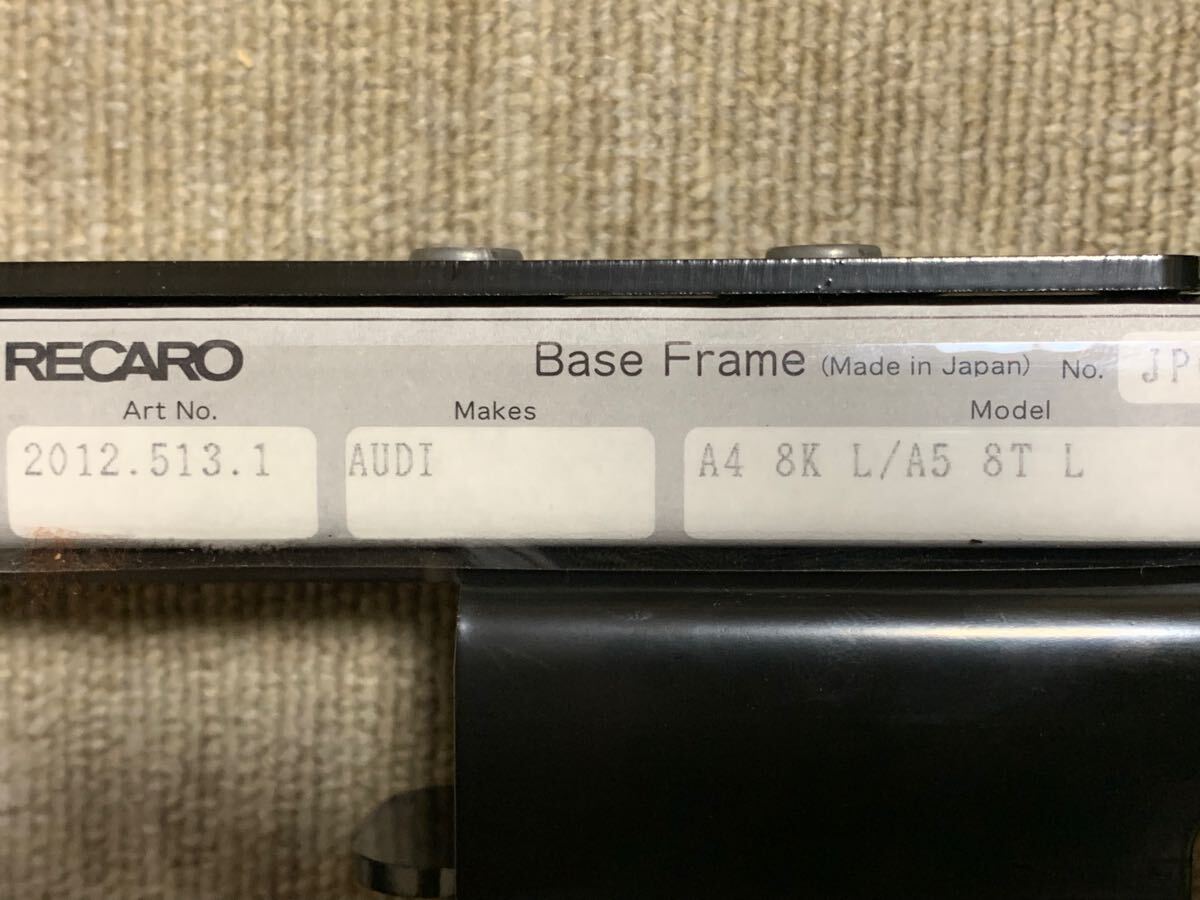 RECARO Base Frame (Made in Japan) No. JP
Art No. Makes Model
2012.513.1 AUDI A4 8K L/A5 8T L